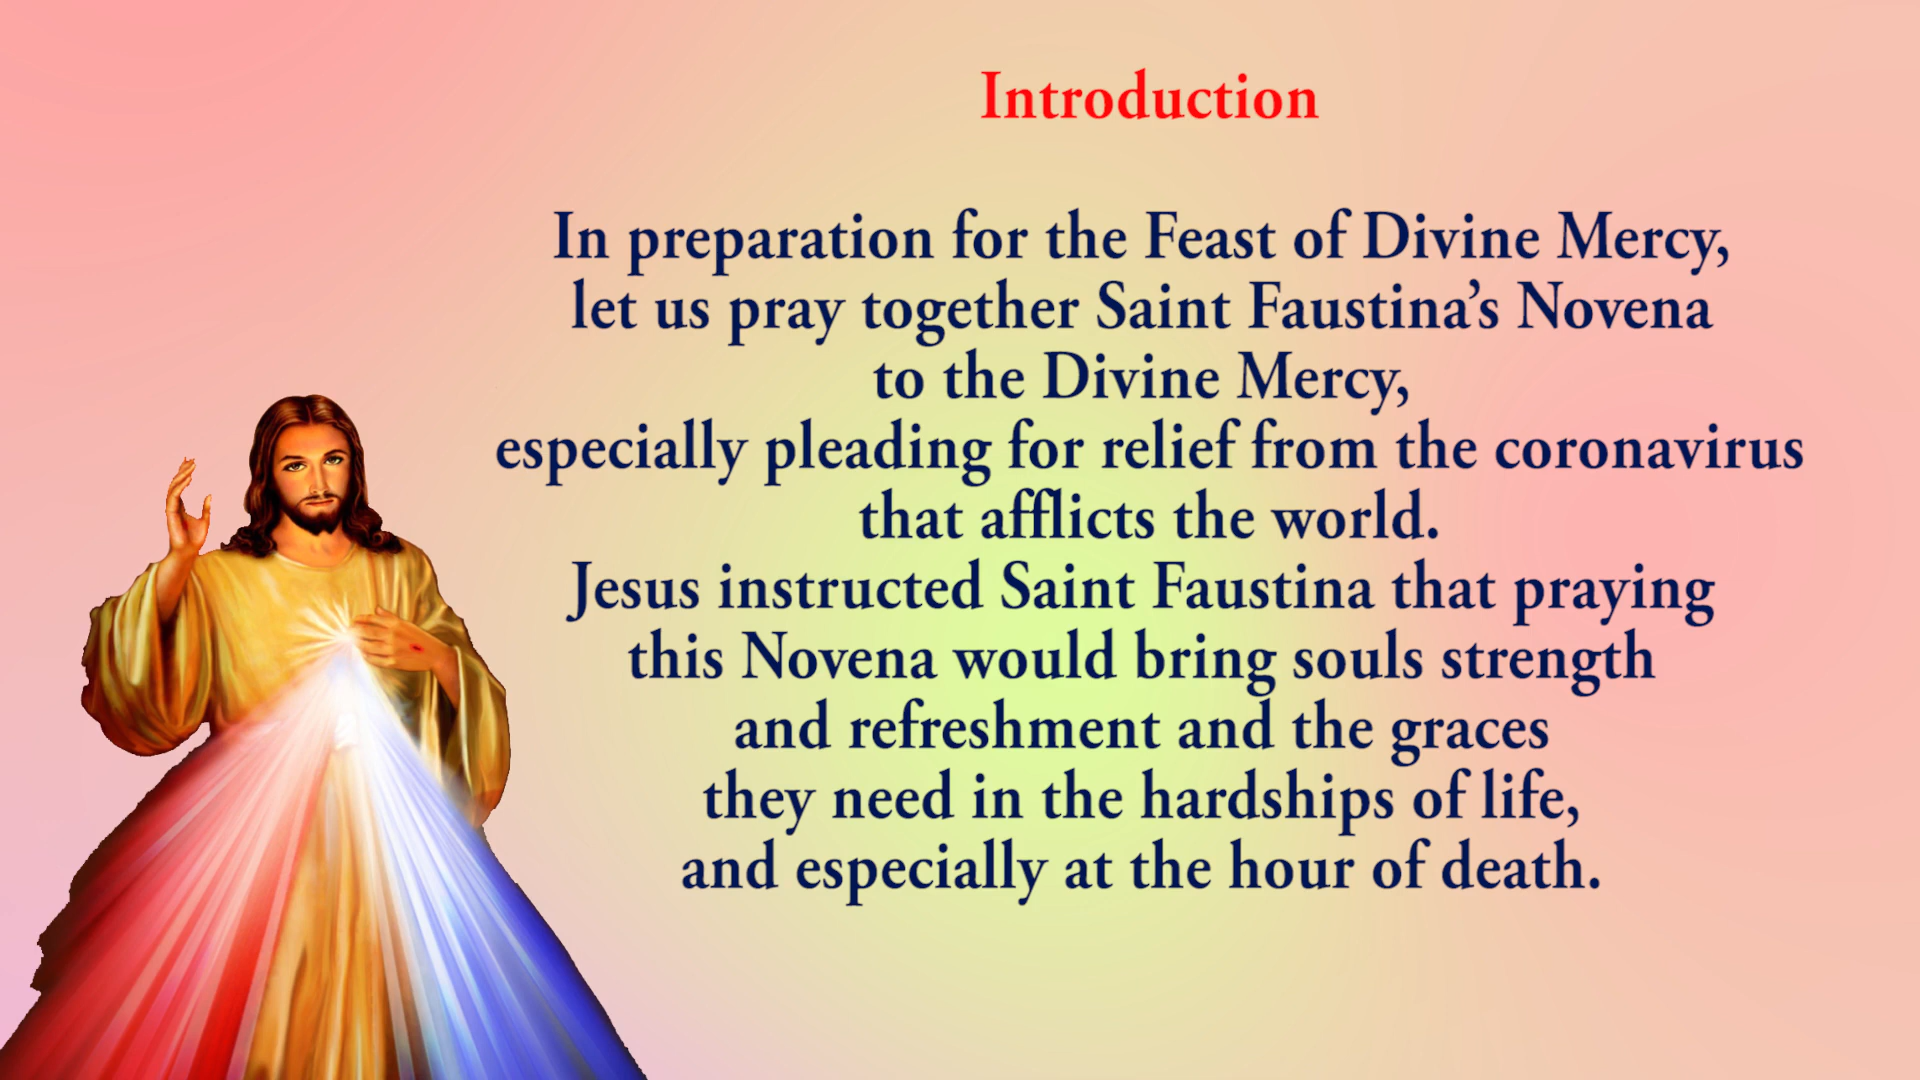 Introduction
In preparation for the Feast of Divine Mercy,
let us pray together Saint Faustina’s Novena
to the Divine Mercy,
especially pleading for relief from the coronavirus
that afflicts the world.
Jesus instructed Saint Faustina that praying
this Novena would bring souls strength
and refreshment and the graces
they need in the hardships of life,
and especially at the hour of death.